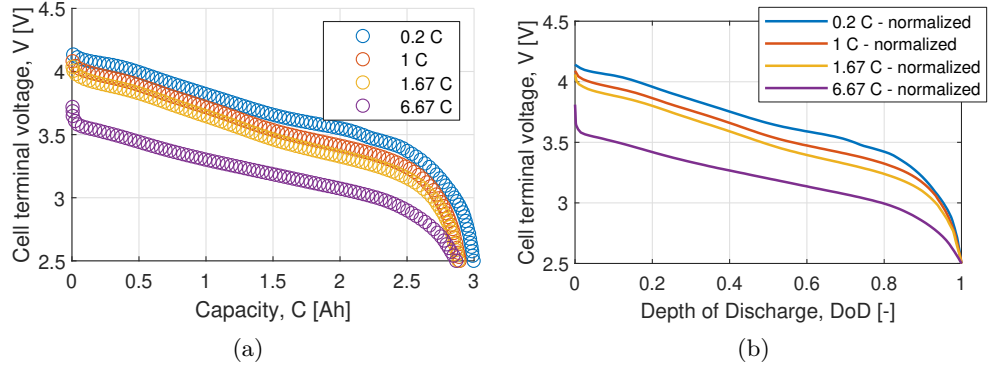 4.5
4
3.5
3
2.5
Cell terminal voltage, V [V]
0 0.5 1 1.5 2 2.5 3
Capacity, C [Ah]
0.2 C
1 C
1.67 C
6.67 C
(a)
4.5
4
3.5
3
2.5
Cell terminal voltage, V [V]
0 0.2 0.4 0.6 0.8 1
Depth of Discharge, DoD [-]
0.2 C - normalized
1 C - normalized
1.67 C - normalized
6.67 C - normalized
(b)